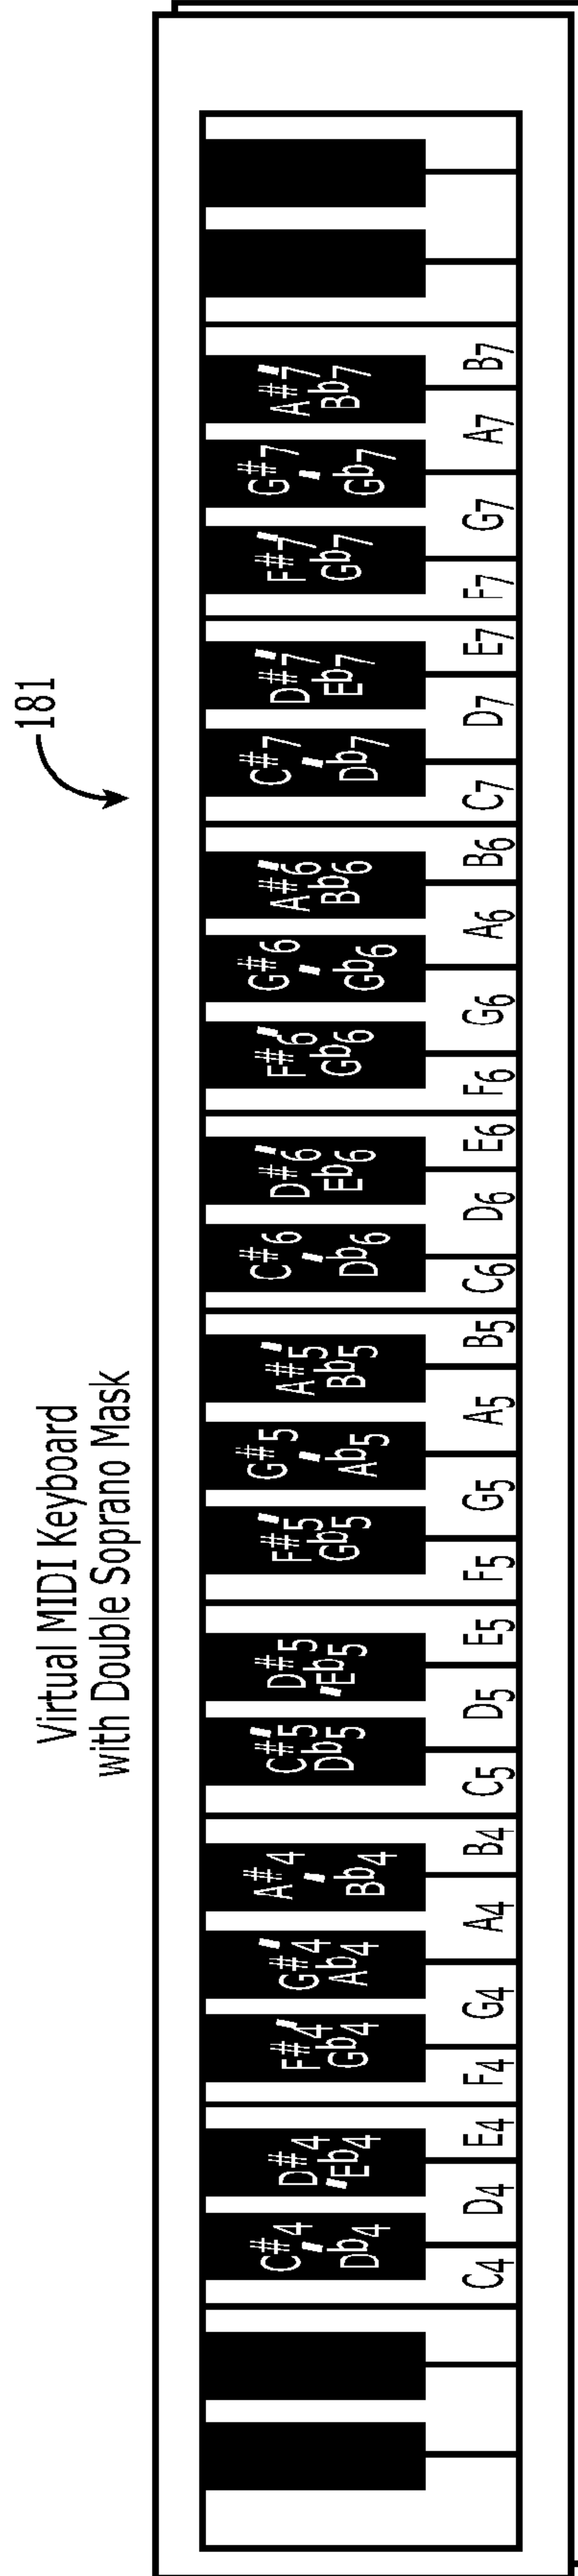 Virtual MIDI Keyboard
with Double Soprano Mask
181
C#4
,
Db4
D#4
,Eb4
F#4,
Gb4
G#4,
Ab4
A#4
,
Bb4
C#5,
Db5
D#5
,Eb5
F#5,
Gb5
G#5
,
Ab5
A#5,
Bb5
C#6
,
Db6
D#6,
Eb6
F#6,
Gb6
G#6
,
Gb6
A#6,
Bb6
C#7
,
Db7
D#7,
Eb7
F#7,
Gb7
G#7
,
Gb7
A#7,
Bb7
C4 D4 E4 F4 G4 A4 B4 C5 D5 E5 F5 G5 A5 B5 C6 D6 E6 F6 G6 A6 B6 C7 D7 E7 F7 G7 A7 B7